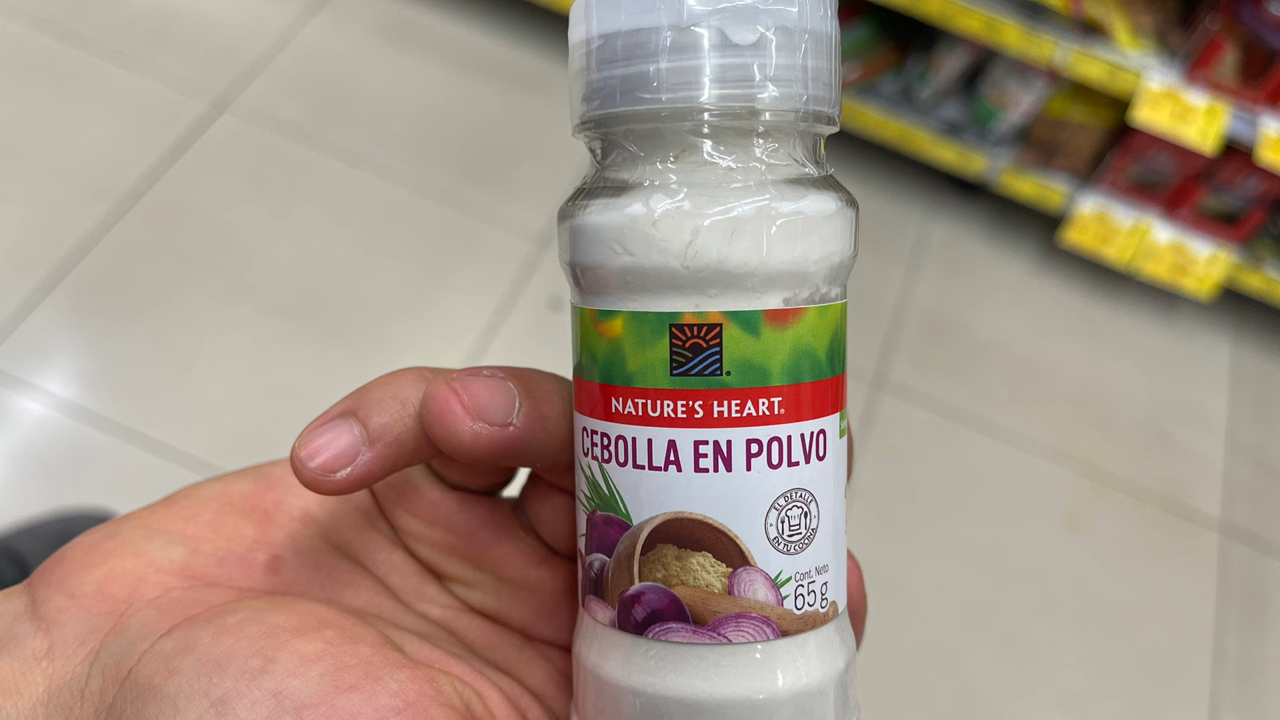 NATURE'S HEART®
CEBOLLA EN POLVO
EL DETALLE
EN TU COCINA
Cont. Neto
65g